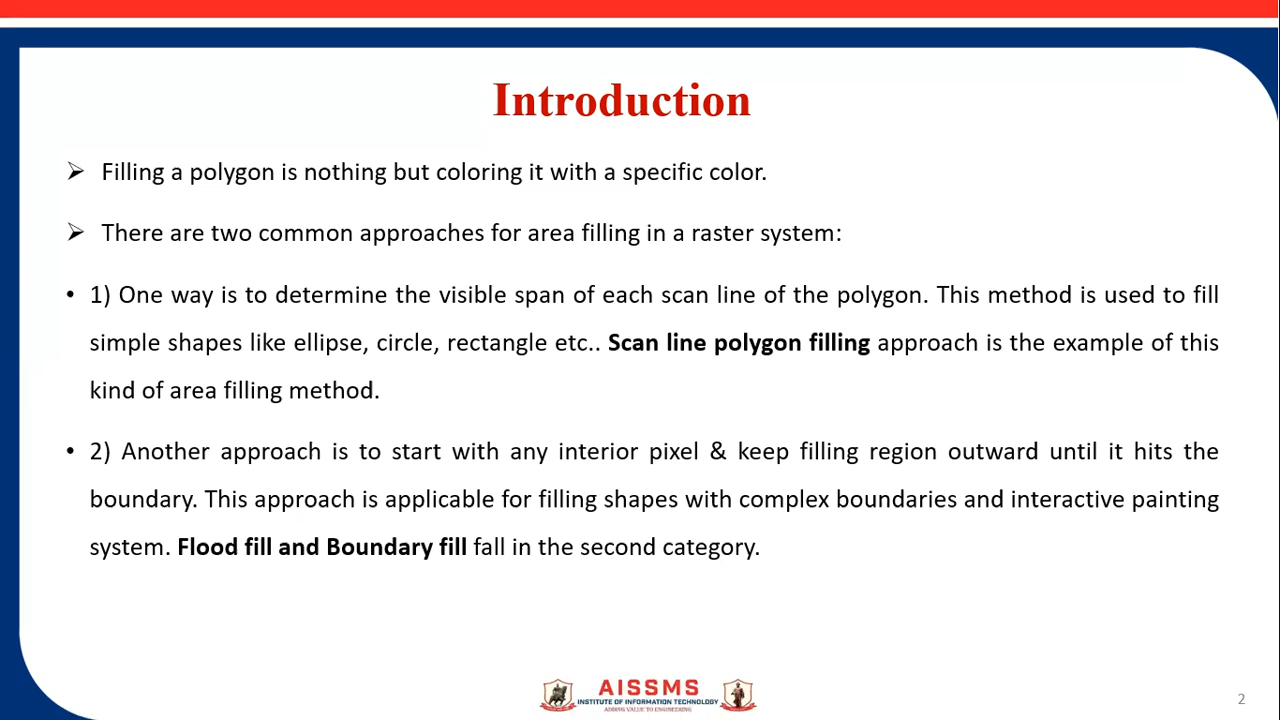 Introduction
➢ Filling a polygon is nothing but coloring it with a specific color.
➢ There are two common approaches for area filling in a raster system:
• 1) One way is to determine the visible span of each scan line of the polygon. This method is used to fill
simple shapes like ellipse, circle, rectangle etc.. Scan line polygon filling approach is the example of this
kind of area filling method.
• 2) Another approach is to start with any interior pixel & keep filling region outward until it hits the
boundary. This approach is applicable for filling shapes with complex boundaries and interactive painting
system. Flood fill and Boundary fill fall in the second category.
AISSMS
INSTITUTE OF INFORMATION TECHNOLOGY
ADDING VALUE TO ENGINEERING
2